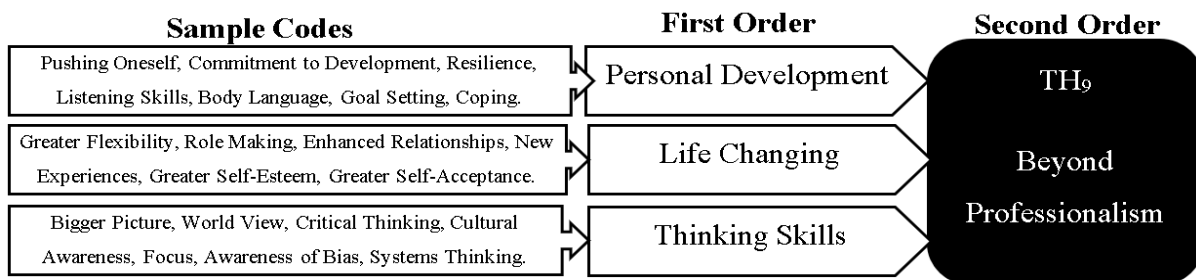 Sample Codes
First Order
Second Order
Pushing Oneself, Commitment to Development, Resilience,
Listening Skills, Body Language, Goal Setting, Coping.
Personal Development
Greater Flexibility, Role Making, Enhanced Relationships, New
Experiences, Greater Self-Esteem, Greater Self-Acceptance.
Life Changing
Bigger Picture, World View, Critical Thinking, Cultural
Awareness, Focus, Awareness of Bias, Systems Thinking.
Thinking Skills
TH₉
Beyond
Professionalism